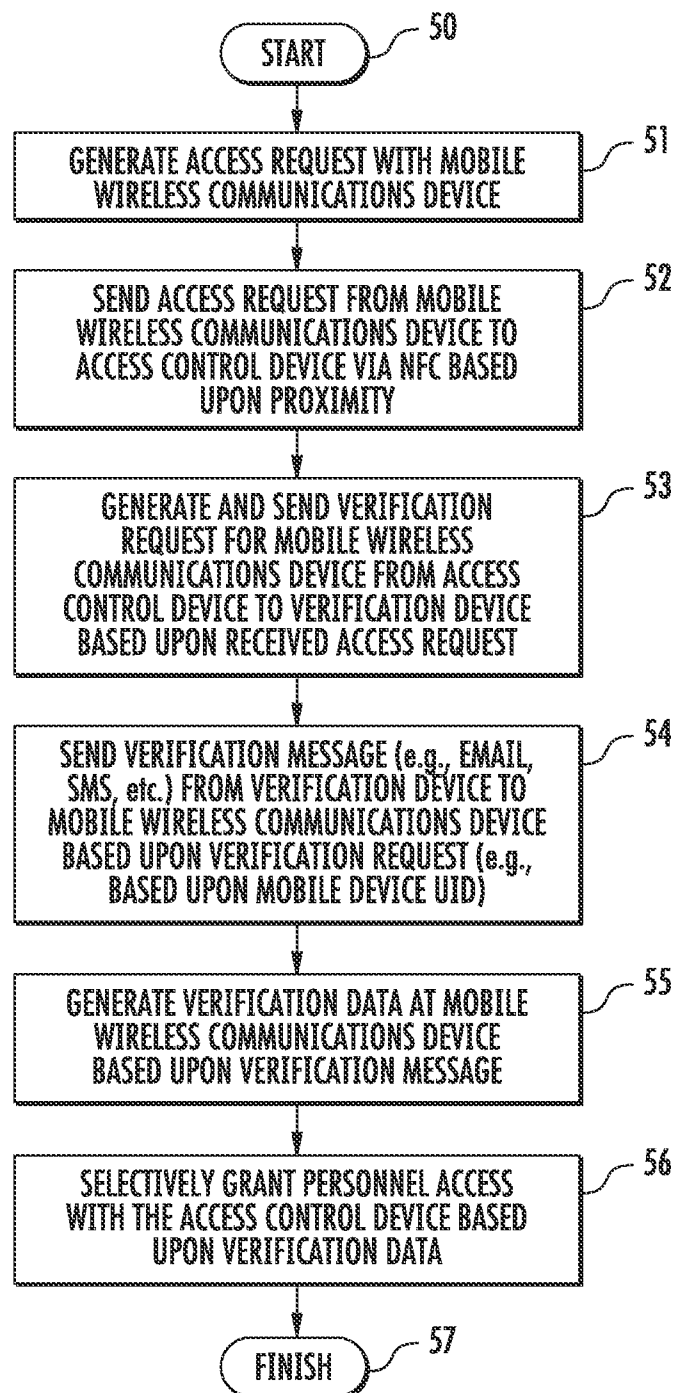 50
START
51
GENERATE ACCESS REQUEST WITH MOBILE
WIRELESS COMMUNICATIONS DEVICE
52
SEND ACCESS REQUEST FROM MOBILE
WIRELESS COMMUNICATIONS DEVICE TO
ACCESS CONTROL DEVICE VIA NFC BASED
UPON PROXIMITY
53
GENERATE AND SEND VERIFICATION
REQUEST FOR MOBILE WIRELESS
COMMUNICATIONS DEVICE FROM ACCESS
CONTROL DEVICE TO VERIFICATION DEVICE
BASED UPON RECEIVED ACCESS REQUEST
54
SEND VERIFICATION MESSAGE (e.g., EMAIL,
SMS, etc.) FROM VERIFICATION DEVICE TO
MOBILE WIRELESS COMMUNICATIONS DEVICE
BASED UPON VERIFICATION REQUEST (e.g.,
BASED UPON MOBILE DEVICE UID)
55
GENERATE VERIFICATION DATA AT MOBILE
WIRELESS COMMUNICATIONS DEVICE
BASED UPON VERIFICATION MESSAGE
56
SELECTIVELY GRANT PERSONNEL ACCESS
WITH THE ACCESS CONTROL DEVICE BASED
UPON VERIFICATION DATA
57
FINISH